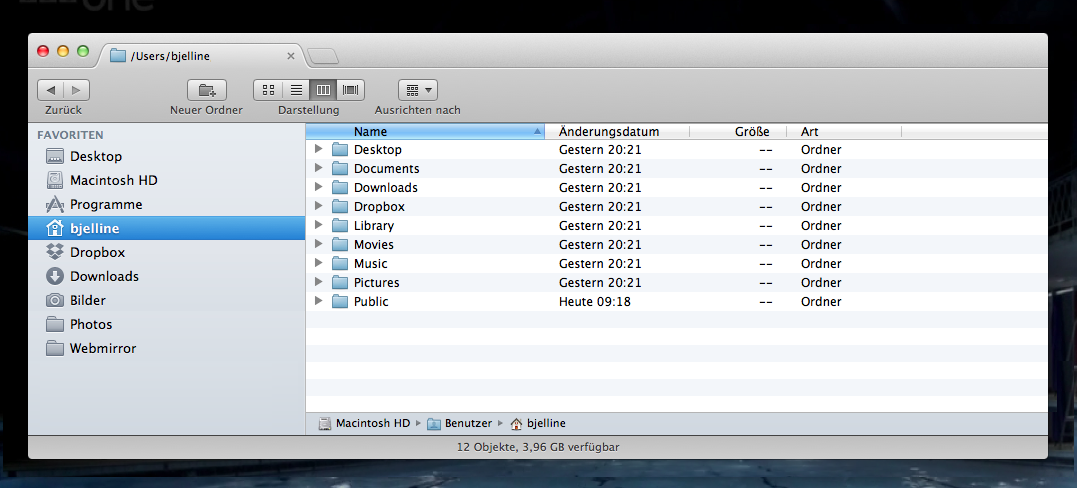 one
/Users/bjelline
Zurück Neuer Ordner Darstellung Ausrichten nach
FAVORITEN
Desktop
Macintosh HD
Programme
bjelline
Dropbox
Downloads
Bilder
Photos
Webmirror
Name Änderungsdatum Größe Art
Desktop Gestern 20:21 -- Ordner
Documents Gestern 20:21 -- Ordner
Downloads Gestern 20:21 -- Ordner
Dropbox Gestern 20:21 -- Ordner
Library Gestern 20:21 -- Ordner
Movies Gestern 20:21 -- Ordner
Music Gestern 20:21 -- Ordner
Pictures Gestern 20:21 -- Ordner
Public Heute 09:18 -- Ordner
Macintosh HD ▸ Benutzer ▸ bjelline
12 Objekte, 3,96 GB verfügbar